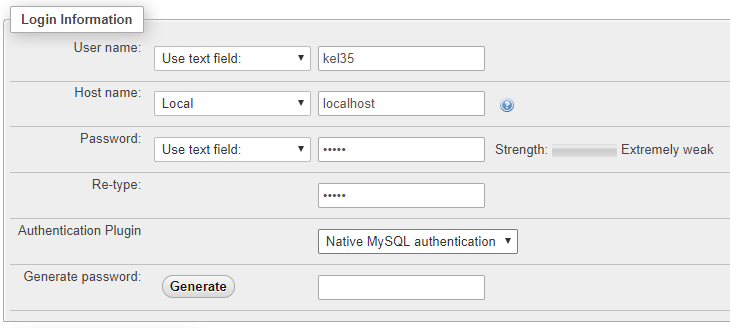 Login Information
User name: Use text field: kel35
Host name: Local localhost
Password: Use text field: ••••• Strength: Extremely weak
Re-type: •••••
Authentication Plugin Native MySQL authentication
Generate password: Generate